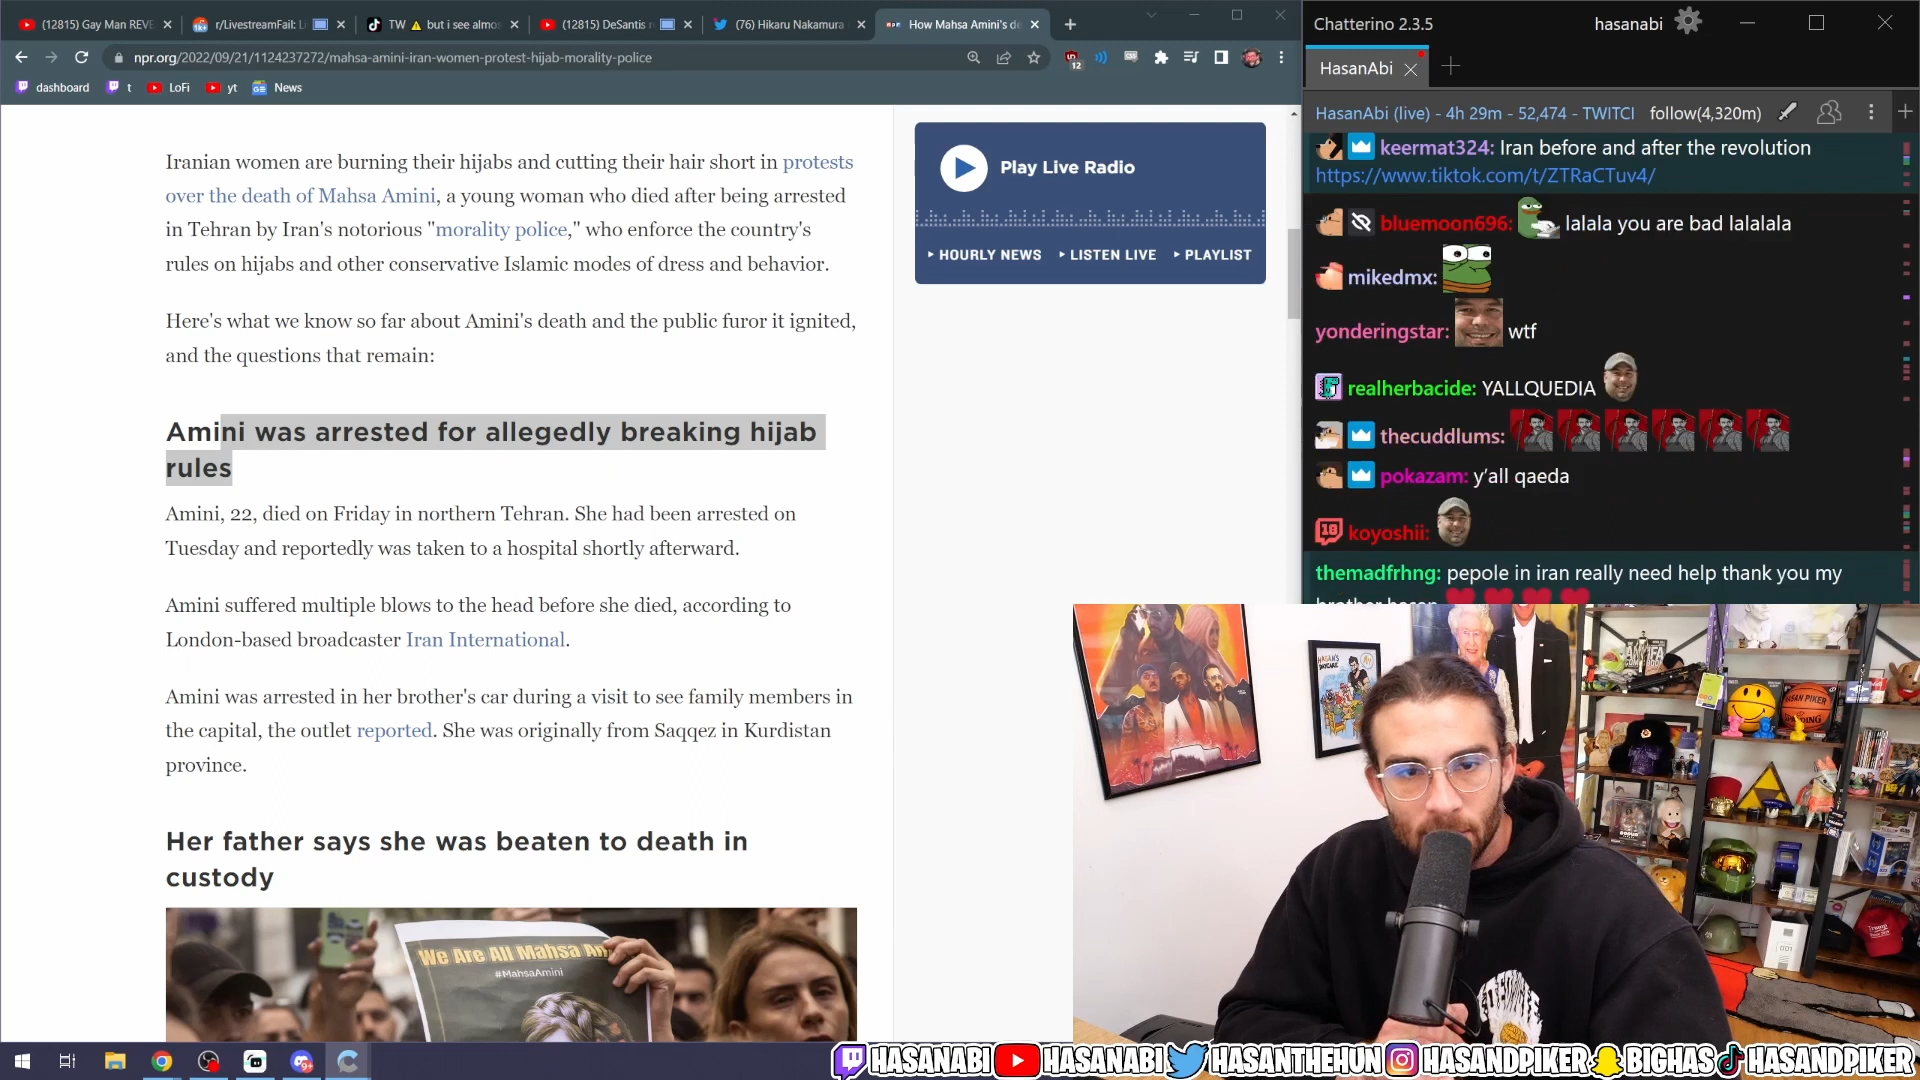 (12815) Gay Man REVE
r/LivestreamFail: Li
TW ⚠ but i see almo
(12815) DeSantis r
(76) Hikaru Nakamura
How Mahsa Amini's de
npr.org/2022/09/21/1124237272/mahsa-amini-iran-women-protest-hijab-morality-police
12
dashboard
t
LoFi
yt
News
Iranian women are burning their hijabs and cutting their hair short in protests
over the death of Mahsa Amini, a young woman who died after being arrested
in Tehran by Iran's notorious "morality police," who enforce the country's
rules on hijabs and other conservative Islamic modes of dress and behavior.
Here's what we know so far about Amini's death and the public furor it ignited,
and the questions that remain:
Amini was arrested for allegedly breaking hijab
rules
Amini, 22, died on Friday in northern Tehran. She had been arrested on
Tuesday and reportedly was taken to a hospital shortly afterward.
Amini suffered multiple blows to the head before she died, according to
London-based broadcaster Iran International.
Amini was arrested in her brother's car during a visit to see family members in
the capital, the outlet reported. She was originally from Saqqez in Kurdistan
province.
Her father says she was beaten to death in
custody
We Are All Mahsa Am
#MahsaAmini
Play Live Radio
HOURLY NEWS
LISTEN LIVE
PLAYLIST
Chatterino 2.3.5
hasanabi
HasanAbi
HasanAbi (live) - 4h 29m - 52,474 - TWITCI
follow(4,320m)
keermat324: Iran before and after the revolution
https://www.tiktok.com/t/ZTRaCTuv4/
bluemoon696: lalala you are bad lalalala
mikedmx:
yonderingstar: wtf
realherbacide: YALLQUEDIA
thecuddlums:
pokazam: y'all qaeda
koyoshii:
themadfrhng: pepole in iran really need help thank you my
brother hasan
HASANABI
HASANABI
HASANTHEHUN
HASANDPIKER
BIGHAS
HASANDPIKER